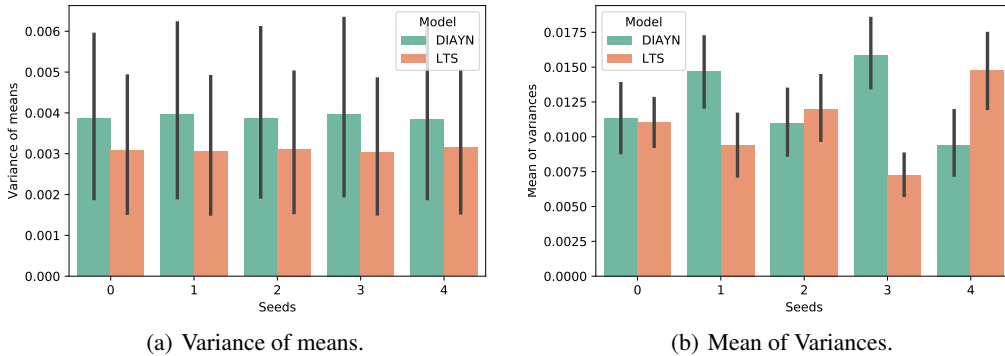 0.006
0.005
0.004
0.003
0.002
0.001
0.000
Variance of means
Model
DIAYN
LTS
0 1 2 3 4
Seeds
(a) Variance of means.
0.0175
0.0150
0.0125
0.0100
0.0075
0.0050
0.0025
0.0000
Mean of variances
Model
DIAYN
LTS
0 1 2 3 4
Seeds
(b) Mean of Variances.